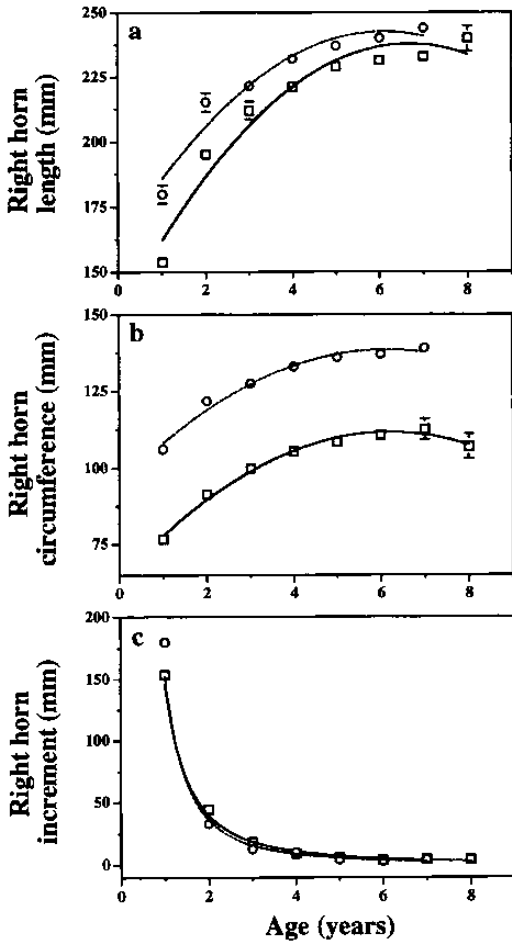 a
Right horn
length (mm)
250
225
200
175
150
0
2
4
6
8
b
Right horn
circumference (mm)
150
125
100
75
0
2
4
6
8
c
Right horn
increment (mm)
200
150
100
50
0
0
2
4
6
8
Age (years)